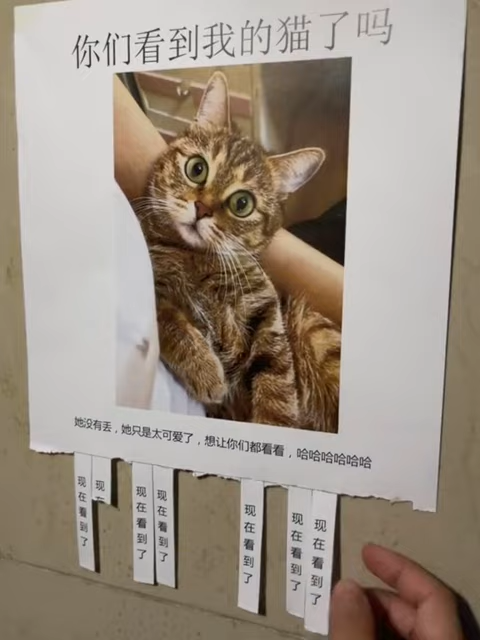 你们看到我的猫了吗
她没有丢，她只是太可爱了，想让你们都看看，哈哈哈哈哈哈
现在看到了
现在
现在看到了
现在看到了
现在看到了
现在看到了
现在看到了